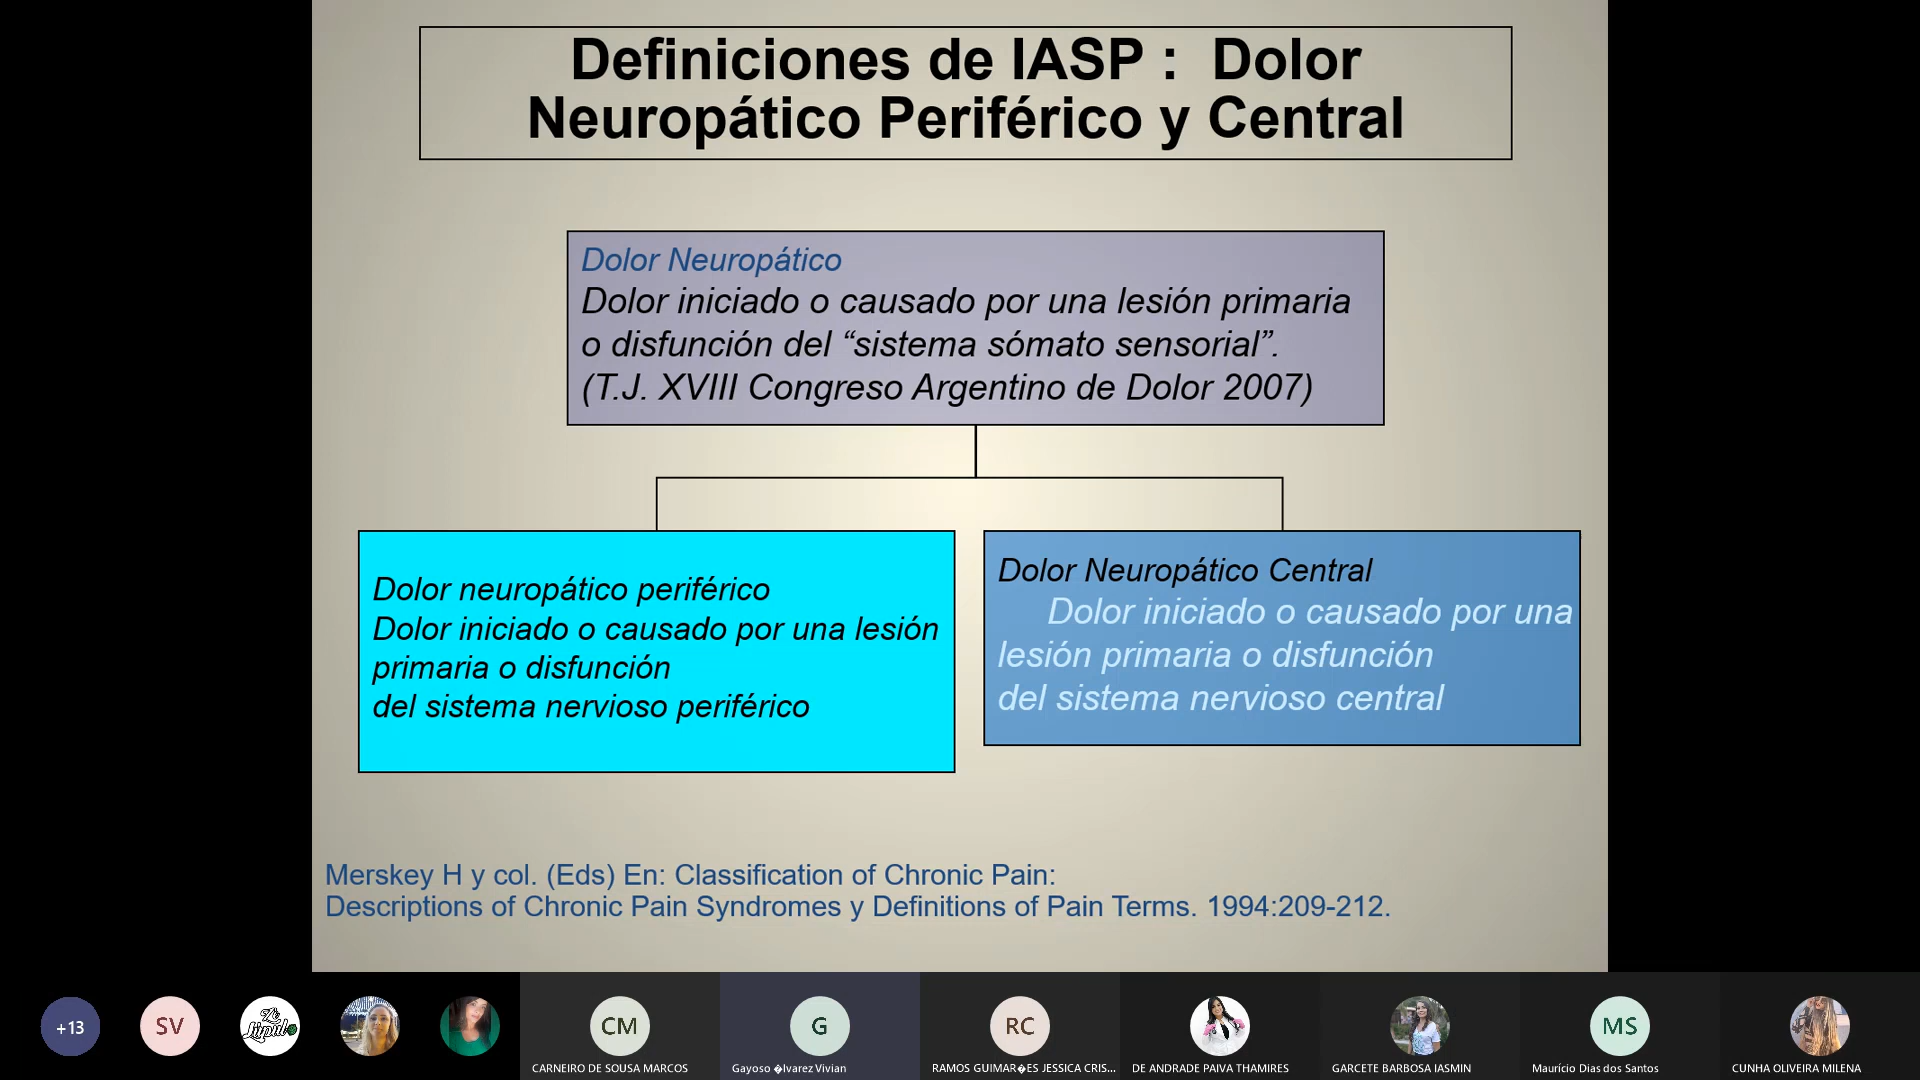 Definiciones de IASP : Dolor
Neuropático Periférico y Central
Dolor Neuropático
Dolor iniciado o causado por una lesión primaria
o disfunción del “sistema sómato sensorial”.
(T.J. XVIII Congreso Argentino de Dolor 2007)
Dolor neuropático periférico
Dolor iniciado o causado por una lesión
primaria o disfunción
del sistema nervioso periférico
Dolor Neuropático Central
Dolor iniciado o causado por una
lesión primaria o disfunción
del sistema nervioso central
Merskey H y col. (Eds) En: Classification of Chronic Pain:
Descriptions of Chronic Pain Syndromes y Definitions of Pain Terms. 1994:209-212.
+13
SV
CM
G
RC
MS
CARNEIRO DE SOUSA MARCOS
Gayoso �lvarez Vivian
RAMOS GUIMAR�ES JESSICA CRIS...
DE ANDRADE PAIVA THAMIRES
GARCETE BARBOSA IASMIN
Maurício Dias dos Santos
CUNHA OLIVEIRA MILENA